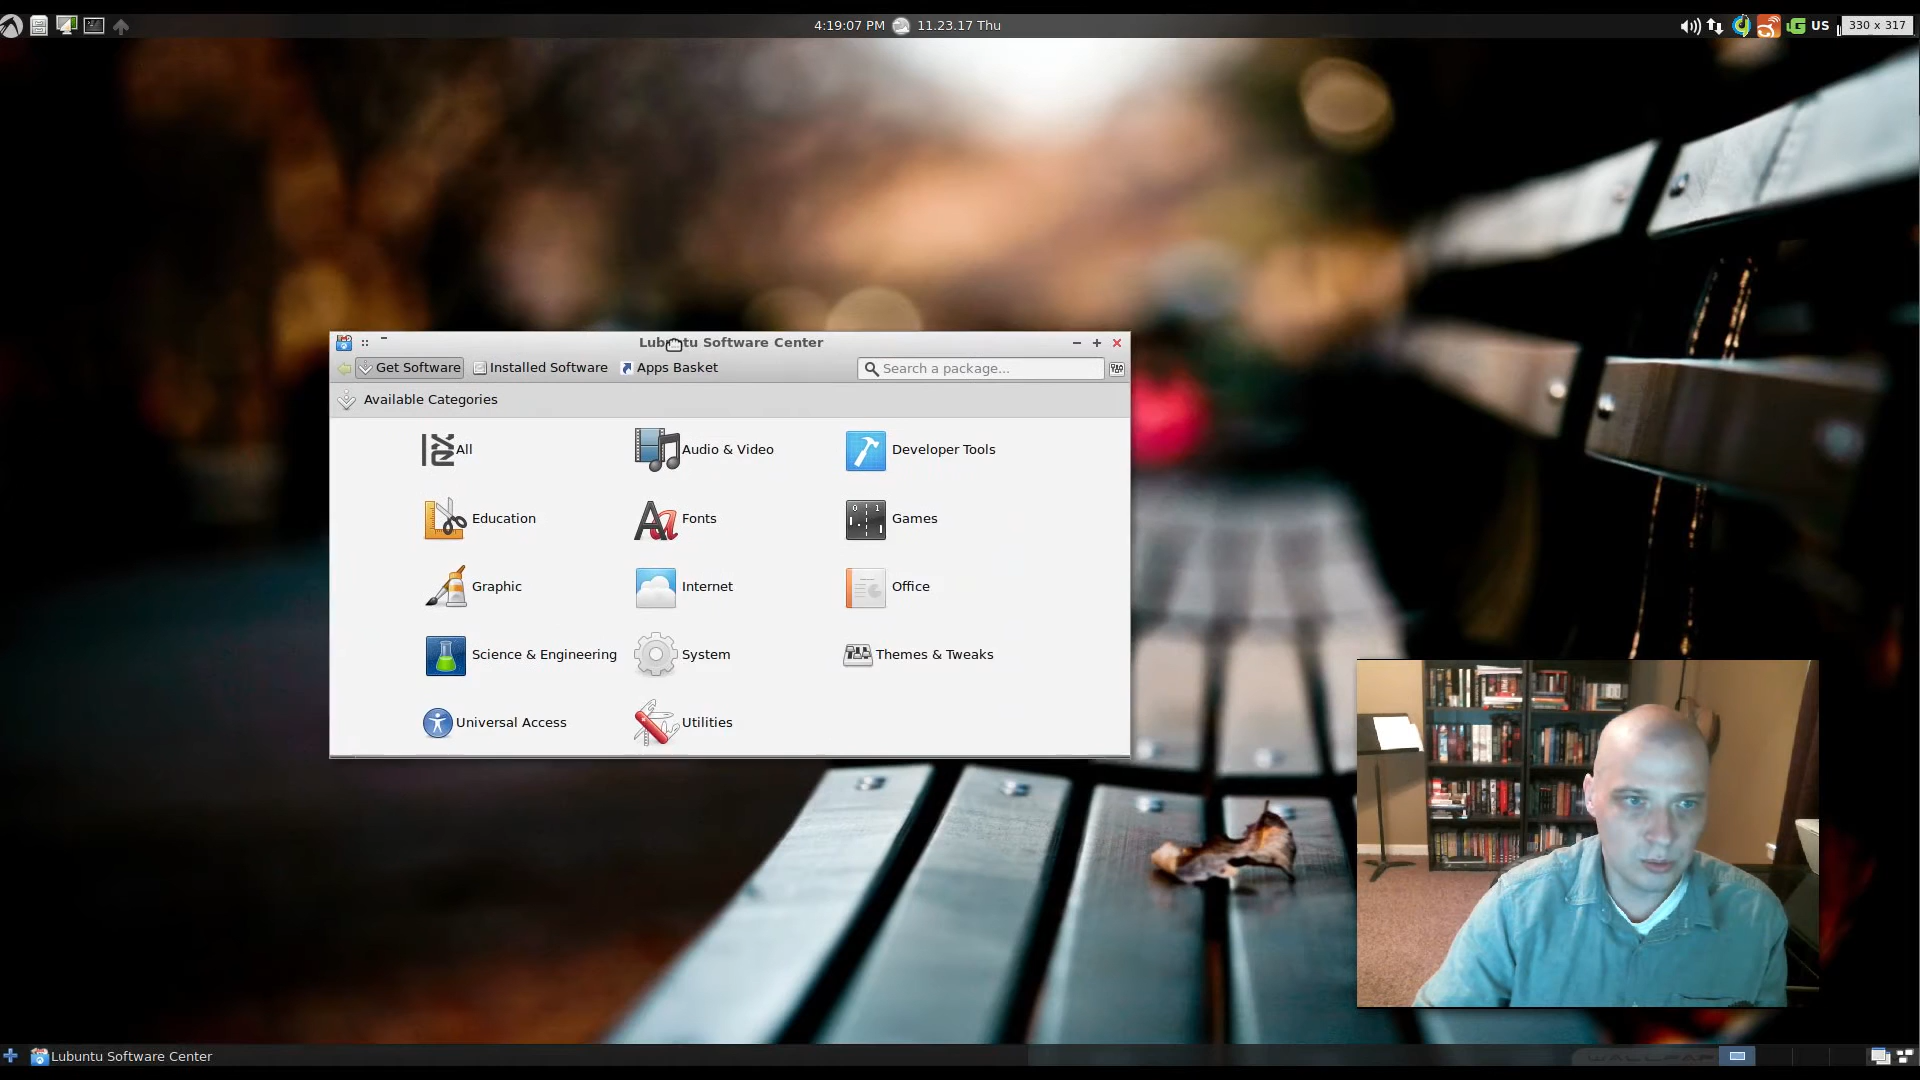 4:19:07 PM 11.23.17 Thu
US
330 x 317
Lubuntu Software Center
Get Software
Installed Software
Apps Basket
Search a package...
Available Categories
All
Audio & Video
Developer Tools
Education
Fonts
Games
Graphic
Internet
Office
Science & Engineering
System
Themes & Tweaks
Universal Access
Utilities
Lubuntu Software Center